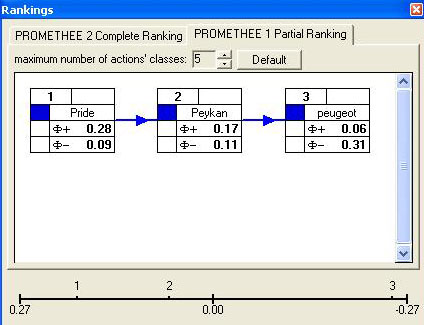 Rankings
PROMETHEE 2 Complete Ranking PROMETHEE 1 Partial Ranking
maximum number of actions' classes: 5 Default
1 2 3
Pride Peykan peugeot
Φ+ 0.28 Φ+ 0.17 Φ+ 0.06
Φ− 0.09 Φ− 0.11 Φ− 0.31
1 2 3
0.27 0.00 -0.27